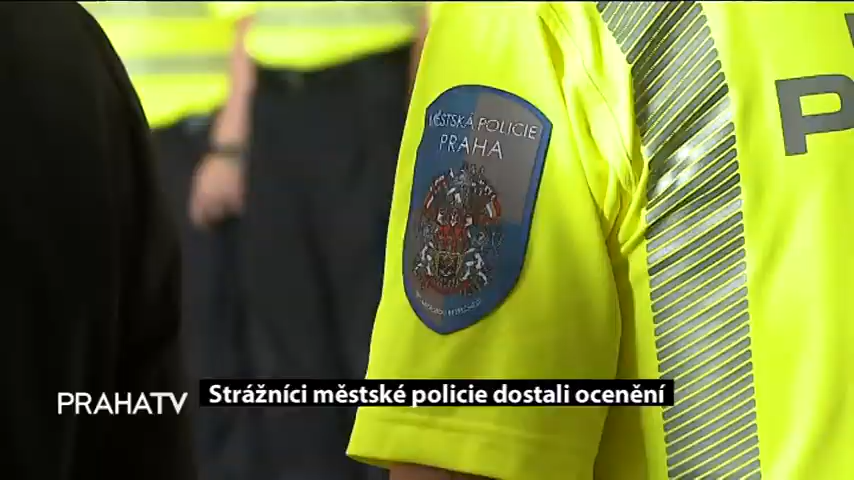 MĚSTSKÁ POLICIE
PRAHA
P
PRAHATV
Strážníci městské policie dostali ocenění